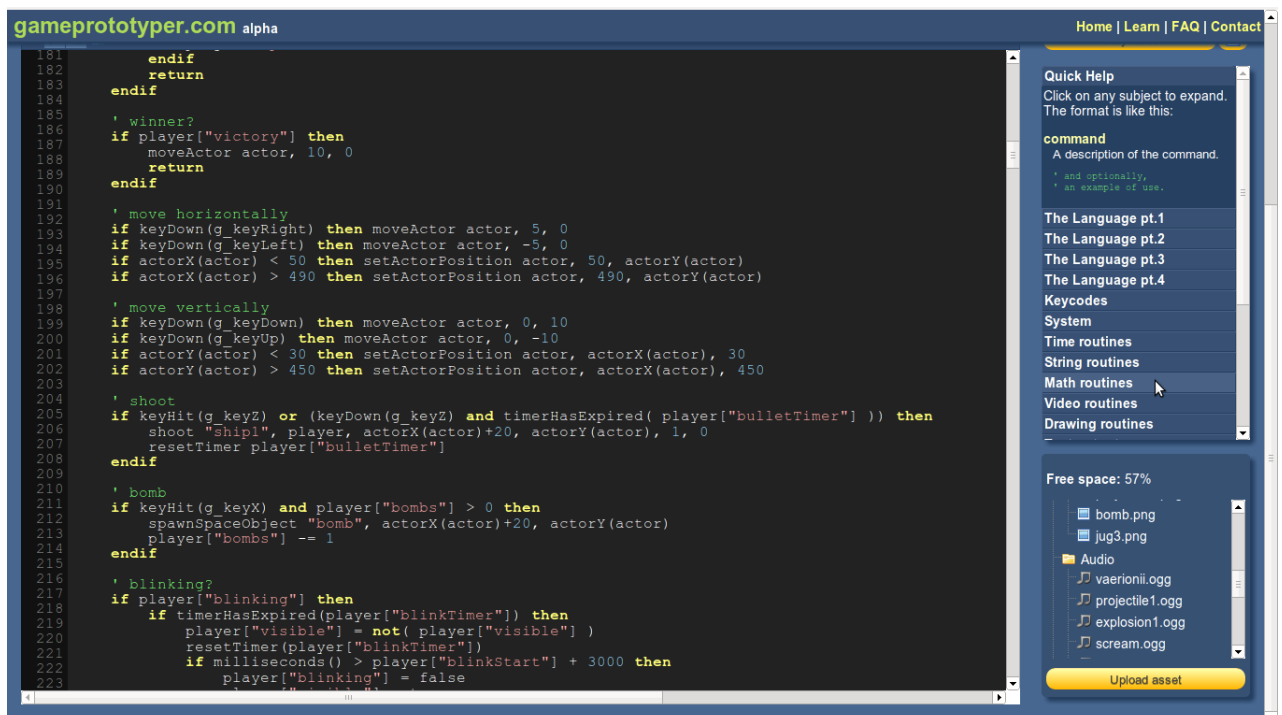 gameprototyper.com alpha
Home | Learn | FAQ | Contact
181
182 endif
183 return
184 endif
185
186 ' winner?
187 if player["victory"] then
188 moveActor actor, 10, 0
189 return
190 endif
191
192 ' move horizontally
193 if keyDown(g_keyRight) then moveActor actor, 5, 0
194 if keyDown(g_keyLeft) then moveActor actor, -5, 0
195 if actorX(actor) < 50 then setActorPosition actor, 50, actorY(actor)
196 if actorX(actor) > 490 then setActorPosition actor, 490, actorY(actor)
197
198 ' move vertically
199 if keyDown(g_keyDown) then moveActor actor, 0, 10
200 if keyDown(g_keyUp) then moveActor actor, 0, -10
201 if actorY(actor) < 30 then setActorPosition actor, actorX(actor), 30
202 if actorY(actor) > 450 then setActorPosition actor, actorX(actor), 450
203
204 ' shoot
205 if keyHit(g_keyZ) or (keyDown(g_keyZ) and timerHasExpired( player["bulletTimer"] )) then
206 shoot "ship1", player, actorX(actor)+20, actorY(actor), 1, 0
207 resetTimer player["bulletTimer"]
208 endif
209
210 ' bomb
211 if keyHit(g_keyX) and player["bombs"] > 0 then
212 spawnSpaceObject "bomb", actorX(actor)+20, actorY(actor)
213 player["bombs"] -= 1
214 endif
215
216 ' blinking?
217 if player["blinking"] then
218 if timerHasExpired(player["blinkTimer"]) then
219 player["visible"] = not( player["visible"] )
220 resetTimer(player["blinkTimer"])
221 if milliseconds() > player["blinkStart"] + 3000 then
222 player["blinking"] = false
223
Quick Help
Click on any subject to expand.
The format is like this:
command
A description of the command.
' and optionally,
' an example of use.
The Language pt.1
The Language pt.2
The Language pt.3
The Language pt.4
Keycodes
System
Time routines
String routines
Math routines
Video routines
Drawing routines
Free space: 57%
bomb.png
jug3.png
Audio
vaerionii.ogg
projectile1.ogg
explosion1.ogg
scream.ogg
Upload asset